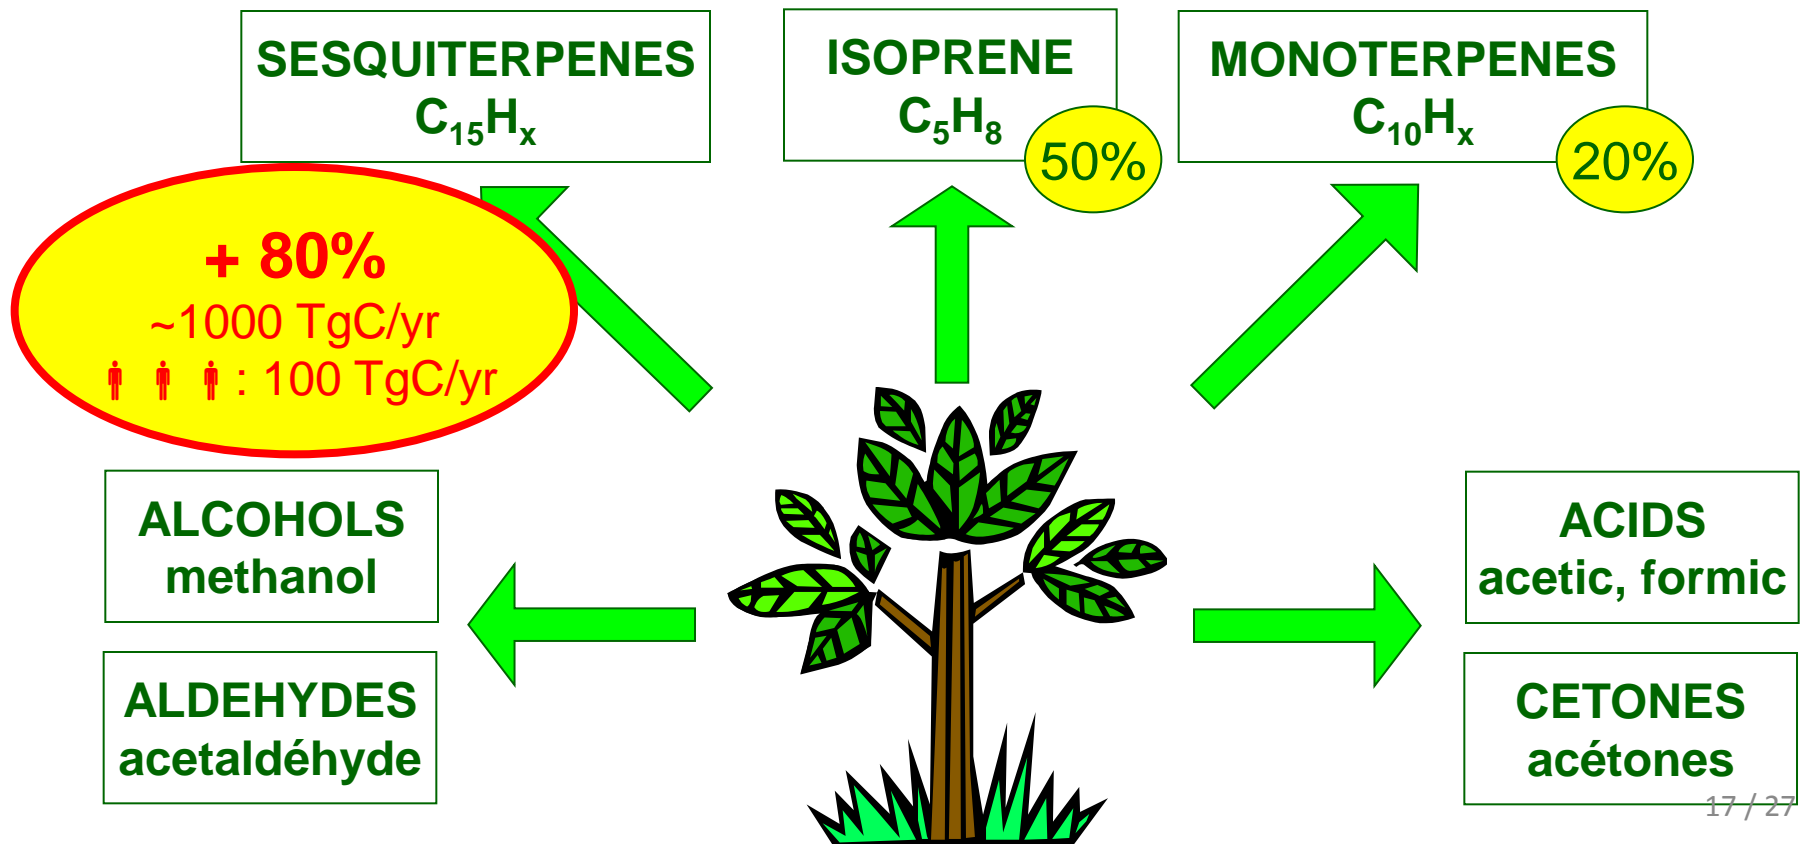 SESQUITERPENES
C₁₅Hₓ
ISOPRENE
C₅H₈
50%
MONOTERPENES
C₁₀Hₓ
20%
+ 80%
~1000 TgC/yr
: 100 TgC/yr
ALCOHOLS
methanol
ALDEHYDES
acetaldéhyde
ACIDS
acetic, formic
CETONES
acétones
17 / 27